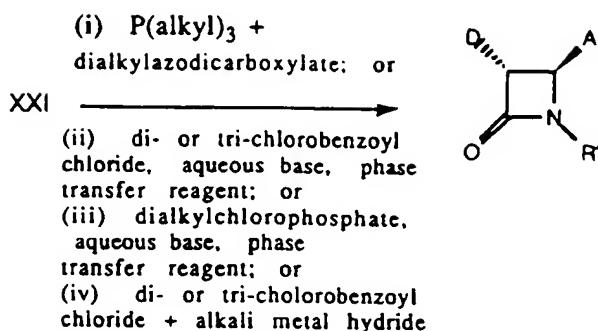 (i) P(alkyl)3 +
dialkylazodicarboxylate; or
XXI
(ii) di- or tri-chlorobenzoyl
chloride, aqueous base, phase
transfer reagent; or
(iii) dialkylchlorophosphate,
aqueous base, phase
transfer reagent; or
(iv) di- or tri-cholorobenzoyl
chloride + alkali metal hydride
D A
N
O R'